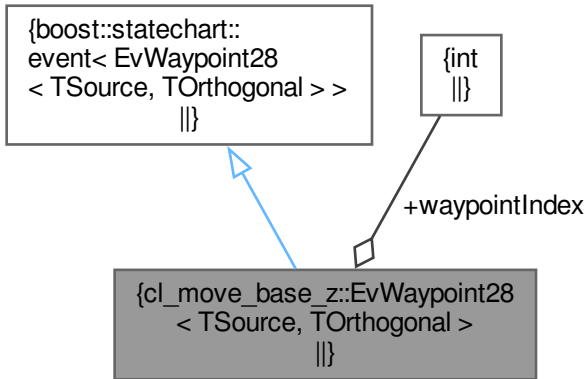 {boost::statechart::
event< EvWaypoint28
< TSource, TOrthogonal > >
||}
{int
||}
+waypointIndex
{cl_move_base_z::EvWaypoint28
< TSource, TOrthogonal >
||}